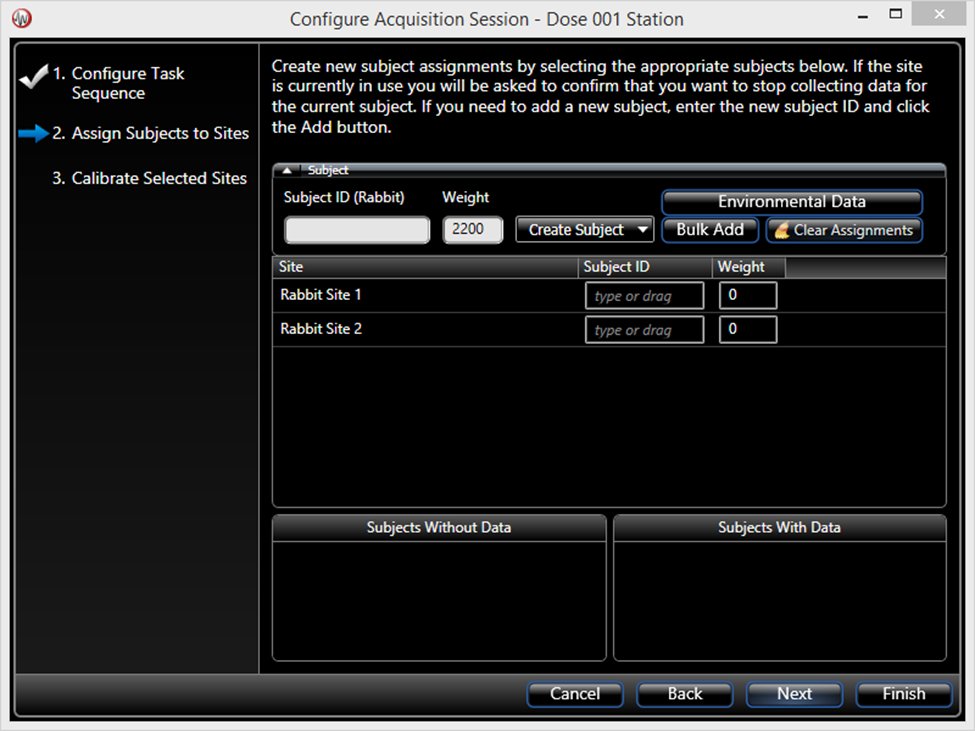 Configure Acquisition Session - Dose 001 Station
1. Configure Task
Sequence
2. Assign Subjects to Sites
3. Calibrate Selected Sites
Create new subject assignments by selecting the appropriate subjects below. If the site
is currently in use you will be asked to confirm that you want to stop collecting data for
the current subject. If you need to add a new subject, enter the new subject ID and click
the Add button.
Subject
Subject ID (Rabbit) Weight
Environmental Data
2200 Create Subject Bulk Add Clear Assignments
Site Subject ID Weight
Rabbit Site 1 type or drag 0
Rabbit Site 2 type or drag 0
Subjects Without Data Subjects With Data
Cancel Back Next Finish